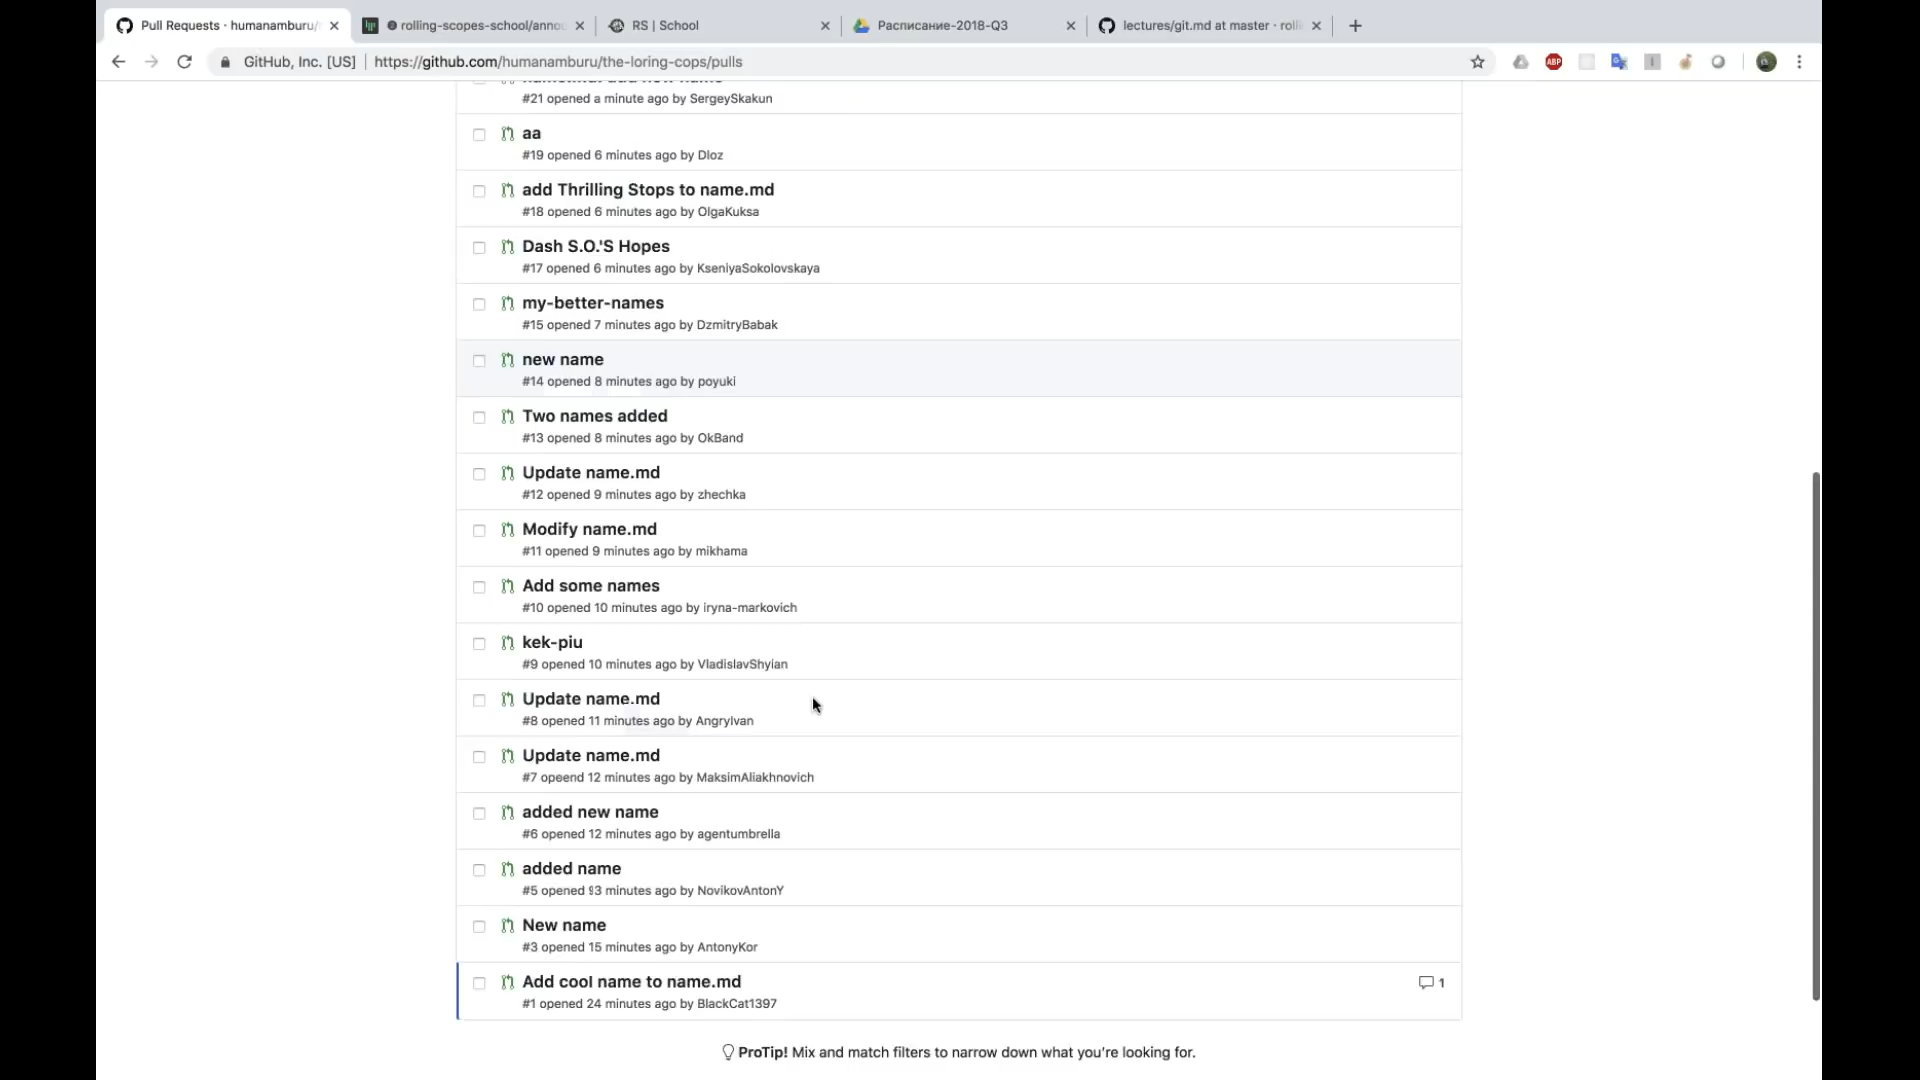 Pull Requests · humanamburu/
rolling-scopes-school/annou
RS | School
Расписание-2018-Q3
lectures/git.md at master · rolli
GitHub, Inc. [US] | https://github.com/humanamburu/the-loring-cops/pulls
ABP
#21 opened a minute ago by SergeySkakun
aa
#19 opened 6 minutes ago by Dloz
add Thrilling Stops to name.md
#18 opened 6 minutes ago by OlgaKuksa
Dash S.O.'S Hopes
#17 opened 6 minutes ago by KseniyaSokolovskaya
my-better-names
#15 opened 7 minutes ago by DzmitryBabak
new name
#14 opened 8 minutes ago by poyuki
Two names added
#13 opened 8 minutes ago by OkBand
Update name.md
#12 opened 9 minutes ago by zhechka
Modify name.md
#11 opened 9 minutes ago by mikhama
Add some names
#10 opened 10 minutes ago by iryna-markovich
kek-piu
#9 opened 10 minutes ago by VladislavShyian
Update name.md
#8 opened 11 minutes ago by AngryIvan
Update name.md
#7 opeend 12 minutes ago by MaksimAliakhnovich
added new name
#6 opened 12 minutes ago by agentumbrella
added name
#5 opened minutes ago by NovikovAntonY
New name
#3 opened 15 minutes ago by AntonyKor
Add cool name to name.md
1
#1 opened 24 minutes ago by BlackCat1397
ProTip! Mix and match filters to narrow down what you're looking for.